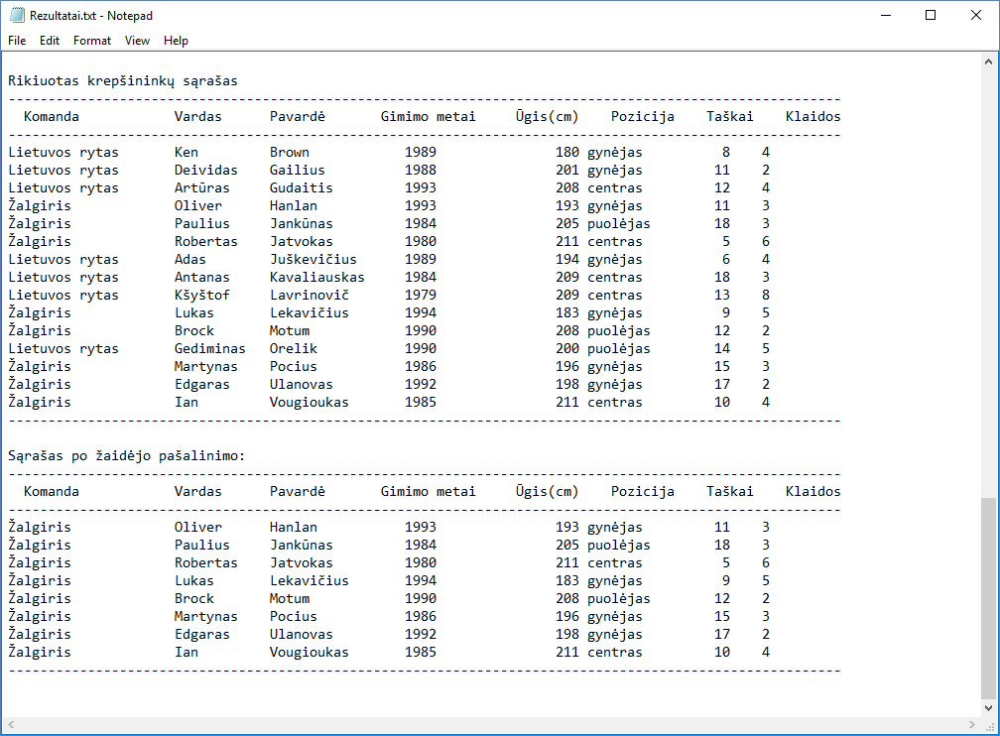 Rezultatai.txt - Notepad
File Edit Format View Help
Rikiuotas krepšininkų sąrašas
---------------------------------------------------------------------------------------------------------
  Komanda            Vardas      Pavardė       Gimimo metai     Ūgis(cm)    Pozicija    Taškai    Klaidos
---------------------------------------------------------------------------------------------------------
Lietuvos rytas       Ken         Brown            1989               180 gynėjas          8    4
Lietuvos rytas       Deividas    Gailius          1988               201 gynėjas         11    2
Lietuvos rytas       Artūras     Gudaitis         1993               208 centras         12    4
Žalgiris             Oliver      Hanlan           1993               193 gynėjas         11    3
Žalgiris             Paulius     Jankūnas         1984               205 puolėjas        18    3
Žalgiris             Robertas    Jatvokas         1980               211 centras          5    6
Lietuvos rytas       Adas        Juškevičius      1989               194 gynėjas          6    4
Lietuvos rytas       Antanas     Kavaliauskas     1984               209 centras         18    3
Lietuvos rytas       Kšyštof     Lavrinovič       1979               209 centras         13    8
Žalgiris             Lukas       Lekavičius       1994               183 gynėjas          9    5
Žalgiris             Brock       Motum            1990               208 puolėjas        12    2
Lietuvos rytas       Gediminas   Orelik           1990               200 puolėjas        14    5
Žalgiris             Martynas    Pocius           1986               196 gynėjas         15    3
Žalgiris             Edgaras     Ulanovas         1992               198 gynėjas         17    2
Žalgiris             Ian         Vougioukas       1985               211 centras         10    4
---------------------------------------------------------------------------------------------------------
Sąrašas po žaidėjo pašalinimo:
---------------------------------------------------------------------------------------------------------
  Komanda            Vardas      Pavardė       Gimimo metai     Ūgis(cm)    Pozicija    Taškai    Klaidos
---------------------------------------------------------------------------------------------------------
Žalgiris             Oliver      Hanlan           1993               193 gynėjas         11    3
Žalgiris             Paulius     Jankūnas         1984               205 puolėjas        18    3
Žalgiris             Robertas    Jatvokas         1980               211 centras          5    6
Žalgiris             Lukas       Lekavičius       1994               183 gynėjas          9    5
Žalgiris             Brock       Motum            1990               208 puolėjas        12    2
Žalgiris             Martynas    Pocius           1986               196 gynėjas         15    3
Žalgiris             Edgaras     Ulanovas         1992               198 gynėjas         17    2
Žalgiris             Ian         Vougioukas       1985               211 centras         10    4
---------------------------------------------------------------------------------------------------------